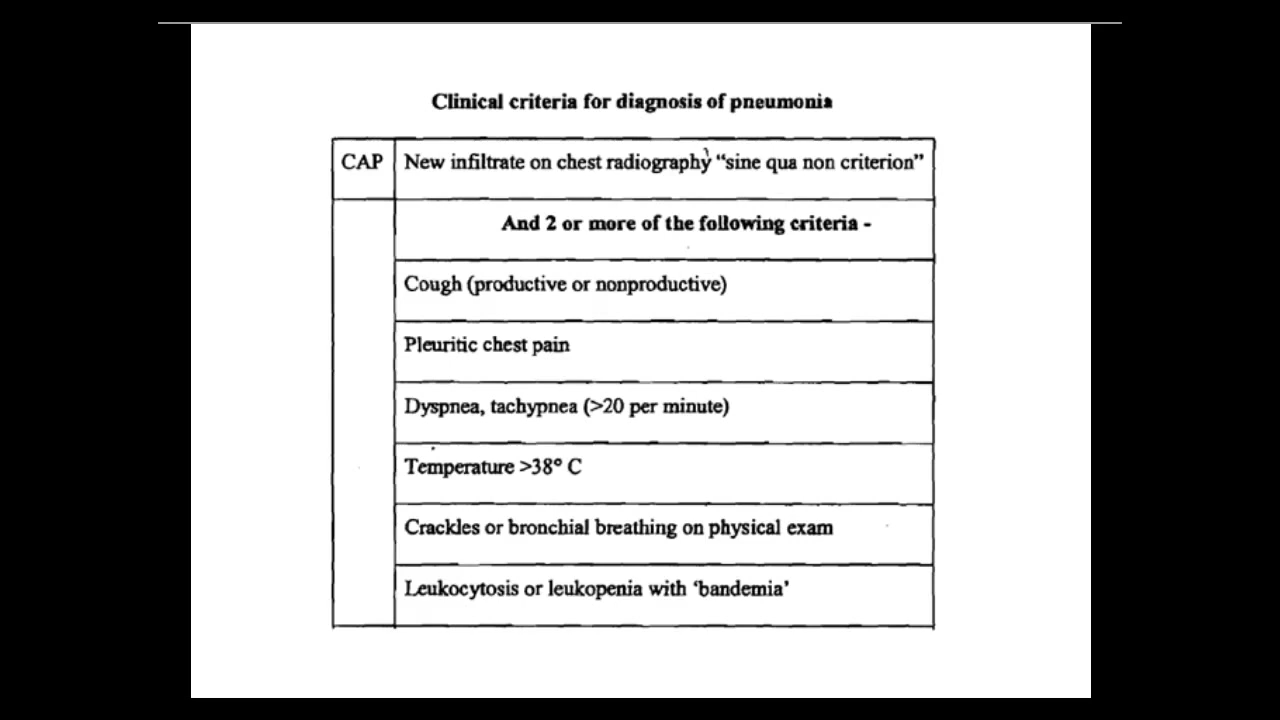 Clinical criteria for diagnosis of pneumonia
CAP New infiltrate on chest radiography “sine qua non criterion”
And 2 or more of the following criteria -
Cough (productive or nonproductive)
Pleuritic chest pain
Dyspnea, tachypnea (>20 per minute)
Temperature >38° C
Crackles or bronchial breathing on physical exam
Leukocytosis or leukopenia with ‘bandemia’